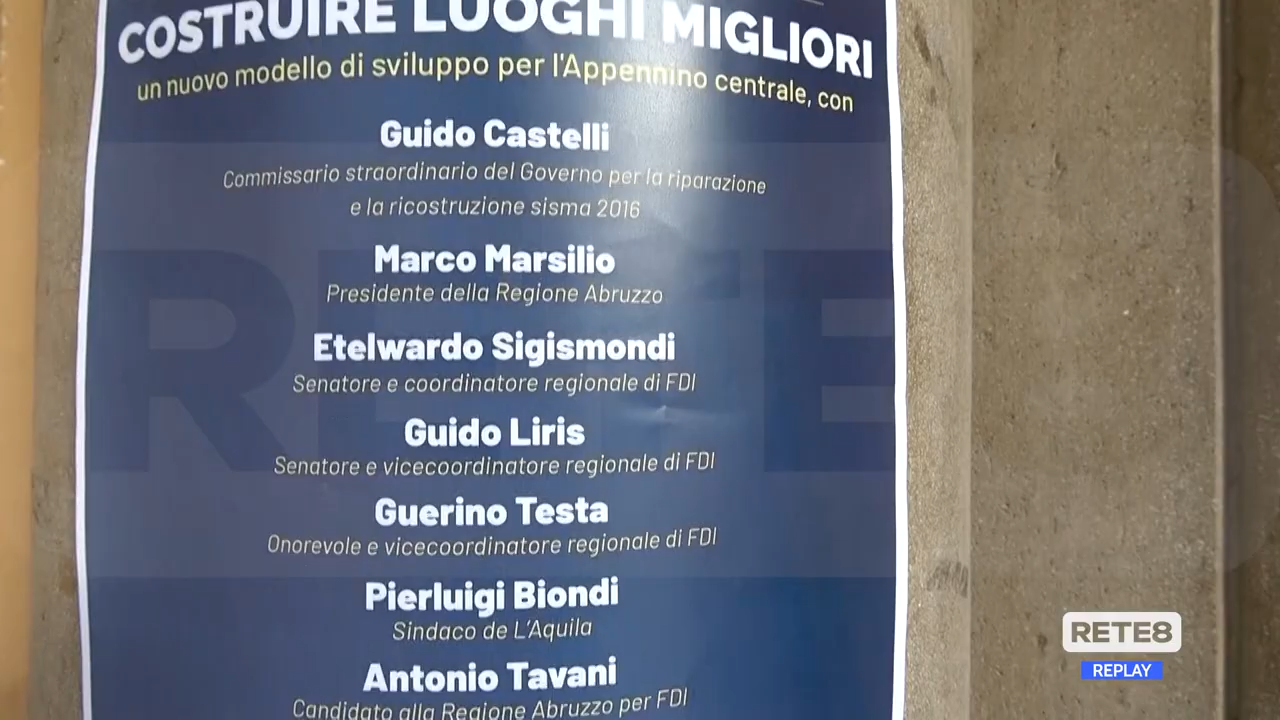 COSTRUIRE LUOGHI MIGLIORI
un nuovo modello di sviluppo per l'Appennino centrale, con
Guido Castelli
Commissario straordinario del Governo per la riparazione
e la ricostruzione sisma 2016
Marco Marsilio
Presidente della Regione Abruzzo
Etelwardo Sigismondi
Senatore e coordinatore regionale di FDI
Guido Liris
Senatore e vicecoordinatore regionale di FDI
Guerino Testa
Onorevole e vicecoordinatore regionale di FDI
Pierluigi Biondi
Sindaco de L'Aquila
Antonio Tavani
Candidato alla Regione Abruzzo per FDI
RETE8
RETE8
REPLAY